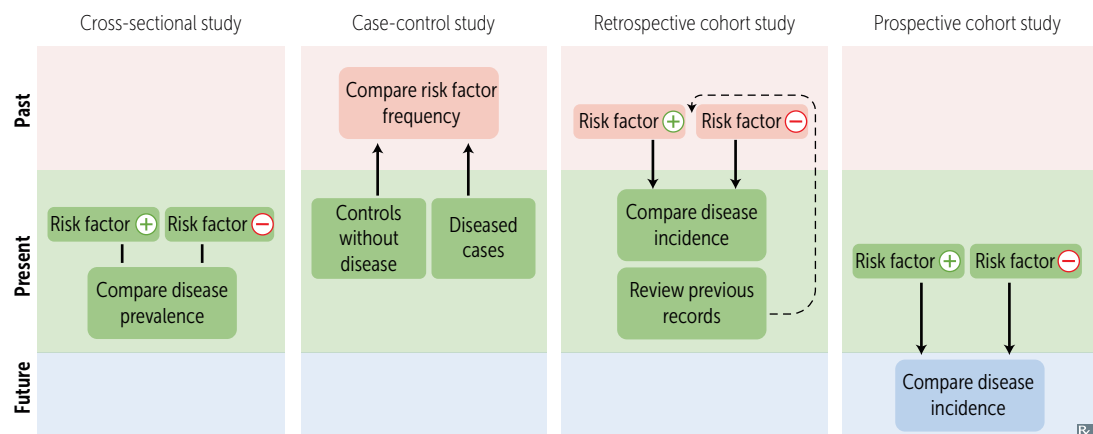 Cross-sectional study
Case-control study
Retrospective cohort study
Prospective cohort study
Past
Present
Future
Risk factor +
Risk factor −
Compare disease
prevalence
Compare risk factor
frequency
Controls
without
disease
Diseased
cases
Risk factor +
Risk factor −
Compare disease
incidence
Review previous
records
Risk factor +
Risk factor −
Compare disease
incidence